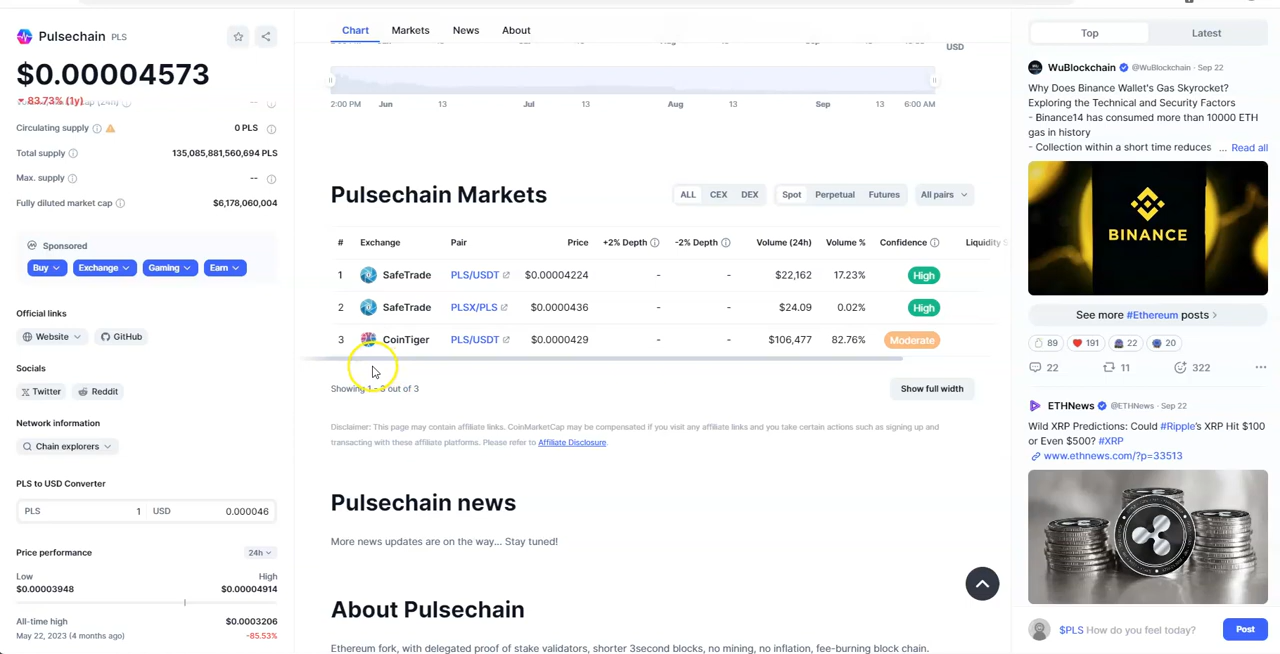 Pulsechain PLS
$0.00004573
83.73% (1y)
Circulating supply
0 PLS
Total supply
135,085,881,560,694 PLS
Max. supply
--
Fully diluted market cap
$6,178,060,004
Sponsored
Buy
Exchange
Gaming
Earn
Official links
Website
GitHub
Socials
Twitter
Reddit
Network information
Chain explorers
PLS to USD Converter
PLS 1
USD 0.000046
Price performance
24h
Low
High
$0.00003948
$0.00004914
All-time high
$0.0003206
May 22, 2023 (4 months ago)
-85.53%
Chart Markets News About
USD
2:00 PM Jun 13 Jul 13 Aug 13 Sep 13 6:00 AM
Pulsechain Markets
ALL CEX DEX
Spot Perpetual Futures
All pairs
# Exchange Pair Price +2% Depth -2% Depth Volume (24h) Volume % Confidence Liquidity
1 SafeTrade PLS/USDT $0.00004224 - - $22,162 17.23% High
2 SafeTrade PLSX/PLS $0.0000436 - - $24.09 0.02% High
3 CoinTiger PLS/USDT $0.0000429 - - $106,477 82.76% Moderate
Showing 1 - 3 out of 3
Show full width
Disclaimer: This page may contain affiliate links. CoinMarketCap may be compensated if you visit any affiliate links and you take certain actions such as signing up and
transacting with these affiliate platforms. Please refer to Affiliate Disclosure.
Pulsechain news
More news updates are on the way... Stay tuned!
About Pulsechain
Ethereum fork, with delegated proof of stake validators, shorter 3second blocks, no mining, no inflation, fee-burning block chain.
Top
Latest
WuBlockchain @WuBlockchain · Sep 22
Why Does Binance Wallet's Gas Skyrocket?
Exploring the Technical and Security Factors
- Binance14 has consumed more than 10000 ETH
gas in history
- Collection within a short time reduces ... Read all
BINANCE
See more #Ethereum posts
89 191 22 20
22 11 322
ETHNews @ETHNews · Sep 22
Wild XRP Predictions: Could #Ripple's XRP Hit $100
or Even $500? #XRP
www.ethnews.com/?p=33513
$PLS How do you feel today?
Post